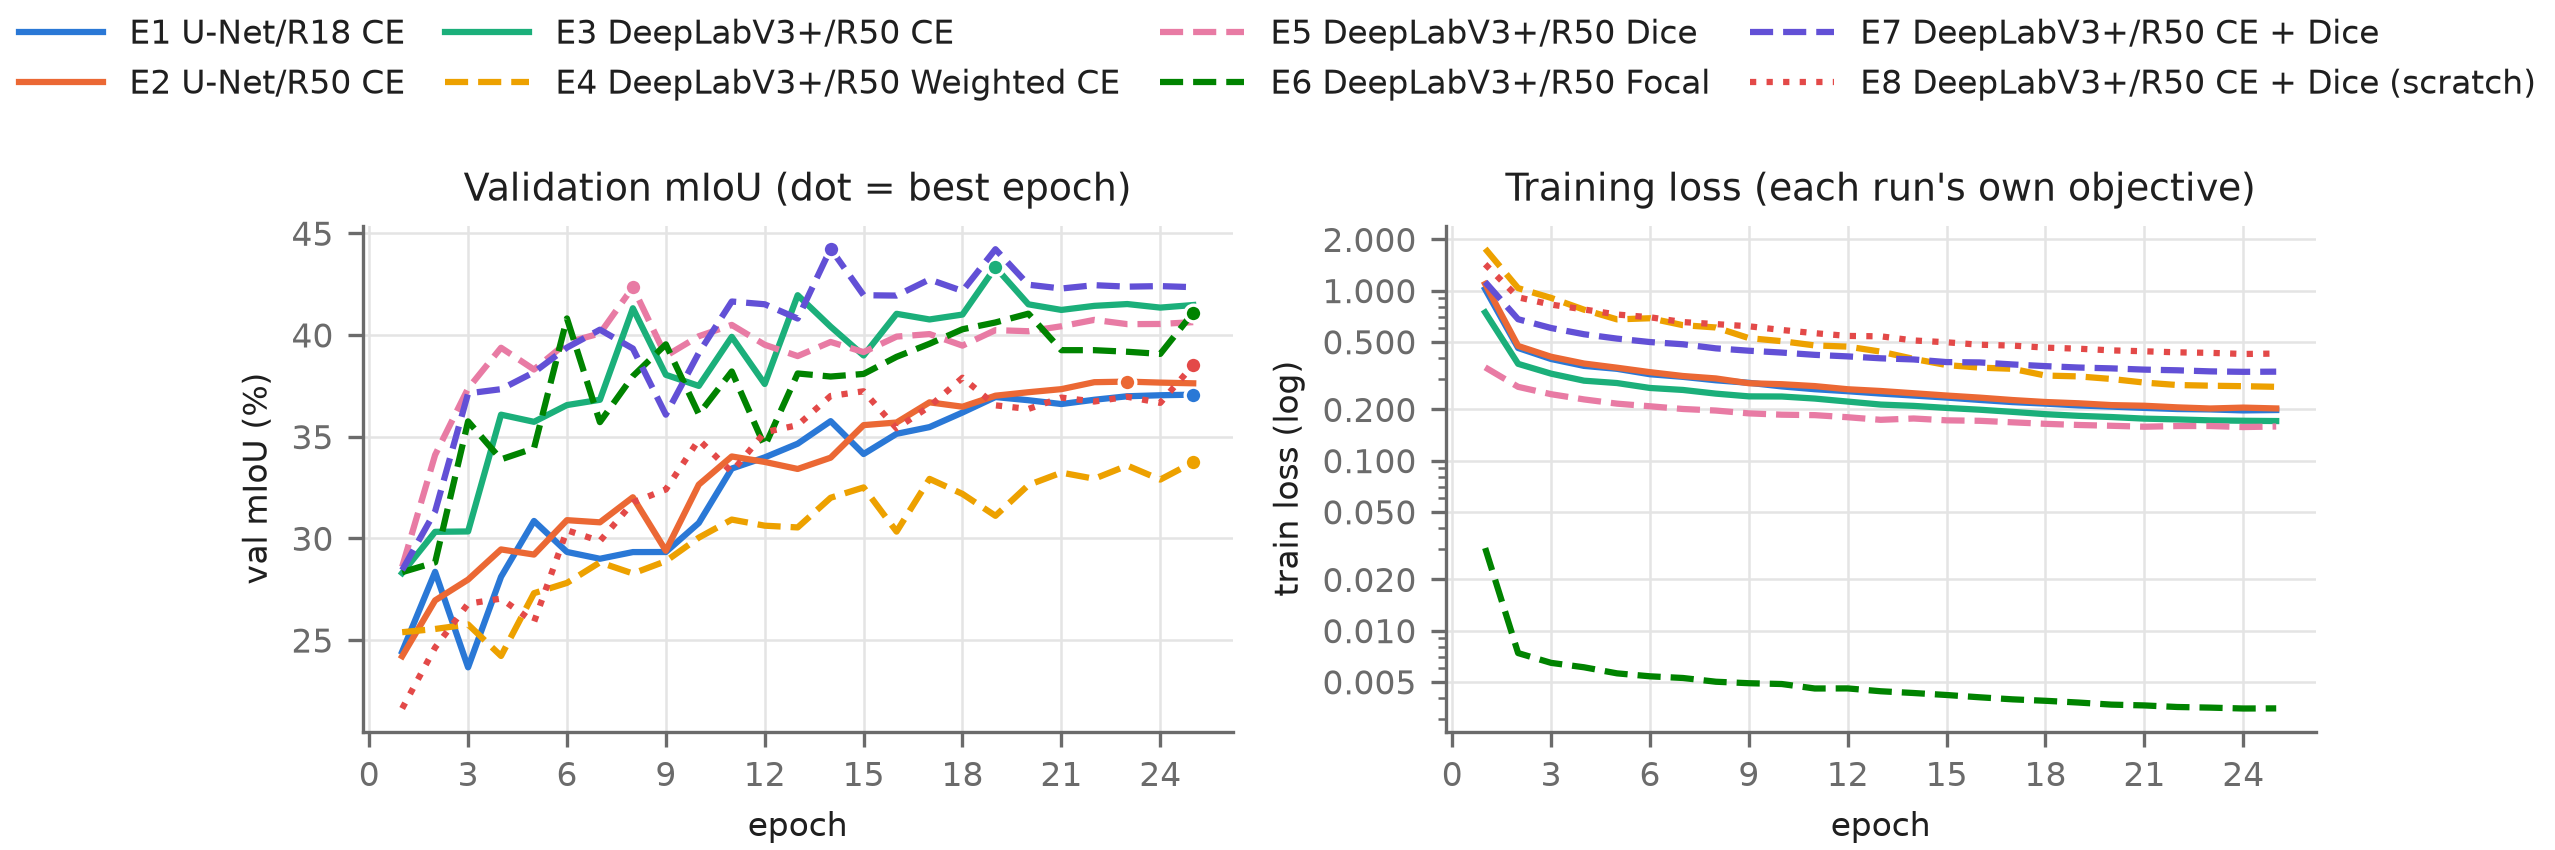 E1 U-Net/R18 CE
E2 U-Net/R50 CE
E3 DeepLabV3+/R50 CE
E4 DeepLabV3+/R50 Weighted CE
E5 DeepLabV3+/R50 Dice
E6 DeepLabV3+/R50 Focal
E7 DeepLabV3+/R50 CE + Dice
E8 DeepLabV3+/R50 CE + Dice (scratch)
Validation mIoU (dot = best epoch)
val mIoU (%)
45
40
35
30
25
0 3 6 9 12 15 18 21 24
epoch
Training loss (each run's own objective)
train loss (log)
2.000
1.000
0.500
0.200
0.100
0.050
0.020
0.010
0.005
0 3 6 9 12 15 18 21 24
epoch